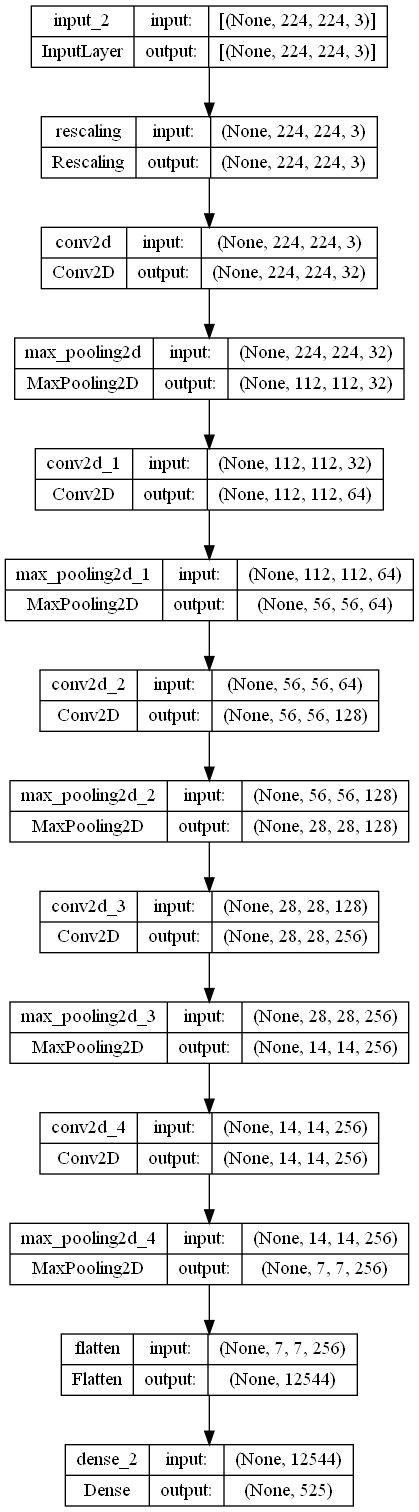 input_2 input: [(None, 224, 224, 3)]
InputLayer output: [(None, 224, 224, 3)]
rescaling input: (None, 224, 224, 3)
Rescaling output: (None, 224, 224, 3)
conv2d input: (None, 224, 224, 3)
Conv2D output: (None, 224, 224, 32)
max_pooling2d input: (None, 224, 224, 32)
MaxPooling2D output: (None, 112, 112, 32)
conv2d_1 input: (None, 112, 112, 32)
Conv2D output: (None, 112, 112, 64)
max_pooling2d_1 input: (None, 112, 112, 64)
MaxPooling2D output: (None, 56, 56, 64)
conv2d_2 input: (None, 56, 56, 64)
Conv2D output: (None, 56, 56, 128)
max_pooling2d_2 input: (None, 56, 56, 128)
MaxPooling2D output: (None, 28, 28, 128)
conv2d_3 input: (None, 28, 28, 128)
Conv2D output: (None, 28, 28, 256)
max_pooling2d_3 input: (None, 28, 28, 256)
MaxPooling2D output: (None, 14, 14, 256)
conv2d_4 input: (None, 14, 14, 256)
Conv2D output: (None, 14, 14, 256)
max_pooling2d_4 input: (None, 14, 14, 256)
MaxPooling2D output: (None, 7, 7, 256)
flatten input: (None, 7, 7, 256)
Flatten output: (None, 12544)
dense_2 input: (None, 12544)
Dense output: (None, 525)